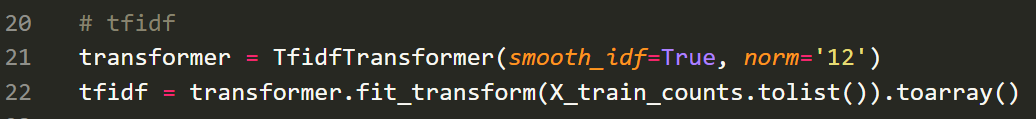 20 # tfidf
21 transformer = TfidfTransformer(smooth_idf=True, norm='12')
22 tfidf = transformer.fit_transform(X_train_counts.tolist()).toarray()